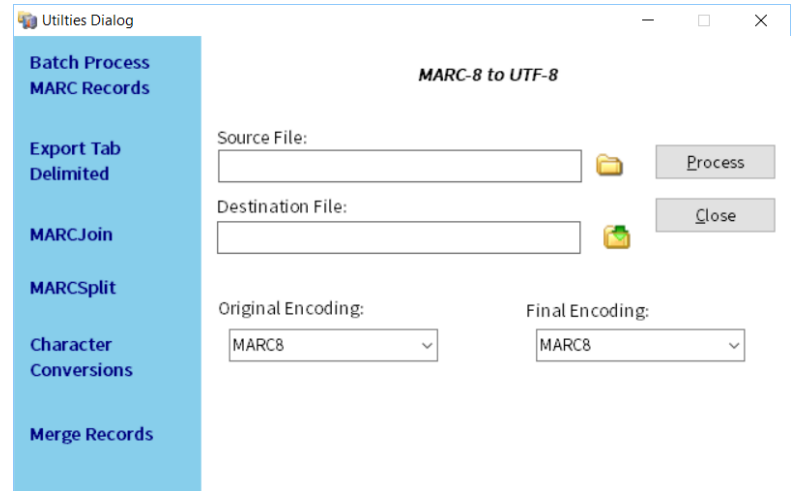 Utilties Dialog
Batch Process
MARC Records
Export Tab
Delimited
MARCJoin
MARCSplit
Character
Conversions
Merge Records
MARC-8 to UTF-8
Source File:
Process
Destination File:
Close
Original Encoding:
Final Encoding:
MARC8
MARC8